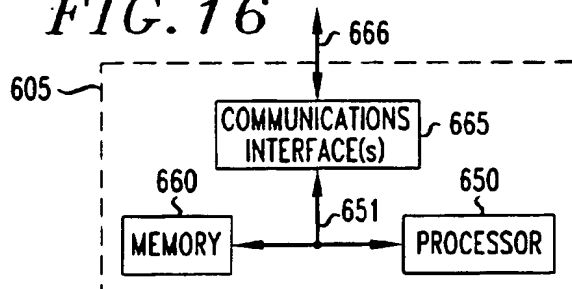 FIG. 16
666
605
COMMUNICATIONS
INTERFACE(s)
665
660
650
651
MEMORY
PROCESSOR